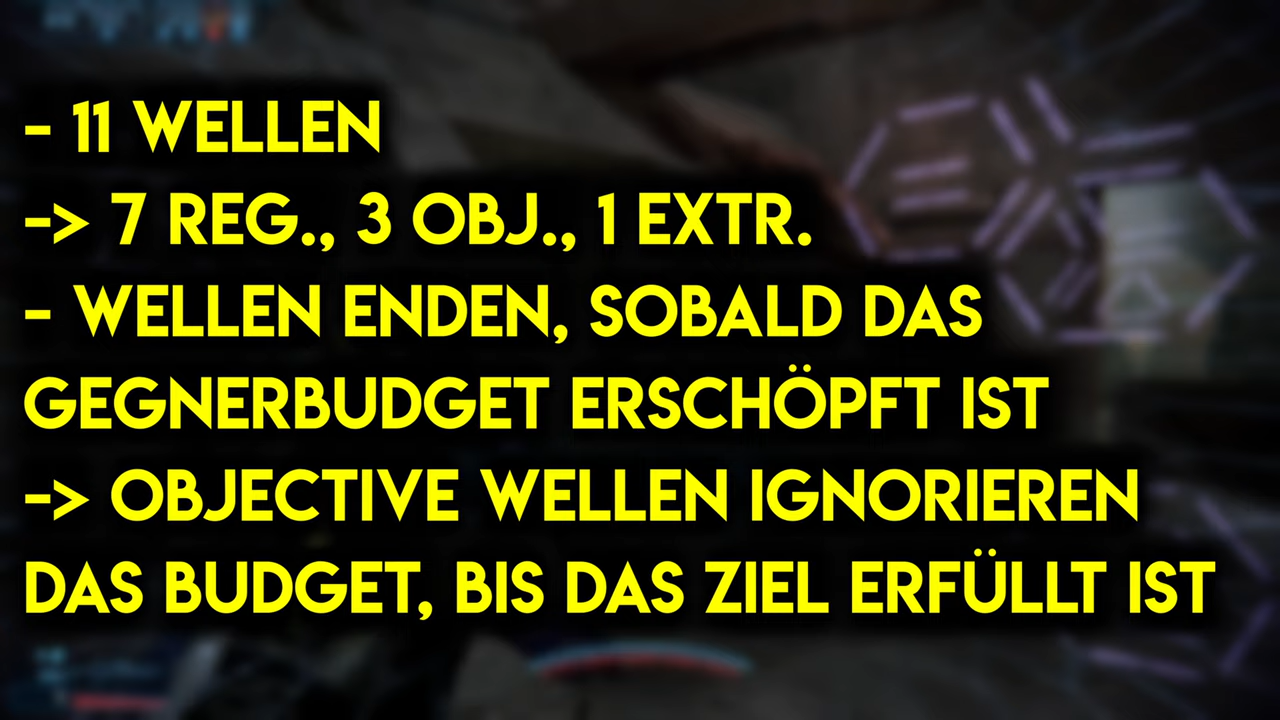 - 11 WELLEN
-> 7 REG., 3 OBJ., 1 EXTR.
- WELLEN ENDEN, SOBALD DAS
GEGNERBUDGET ERSCHÖPFT IST
-> OBJECTIVE WELLEN IGNORIEREN
DAS BUDGET, BIS DAS ZIEL ERFÜLLT IST